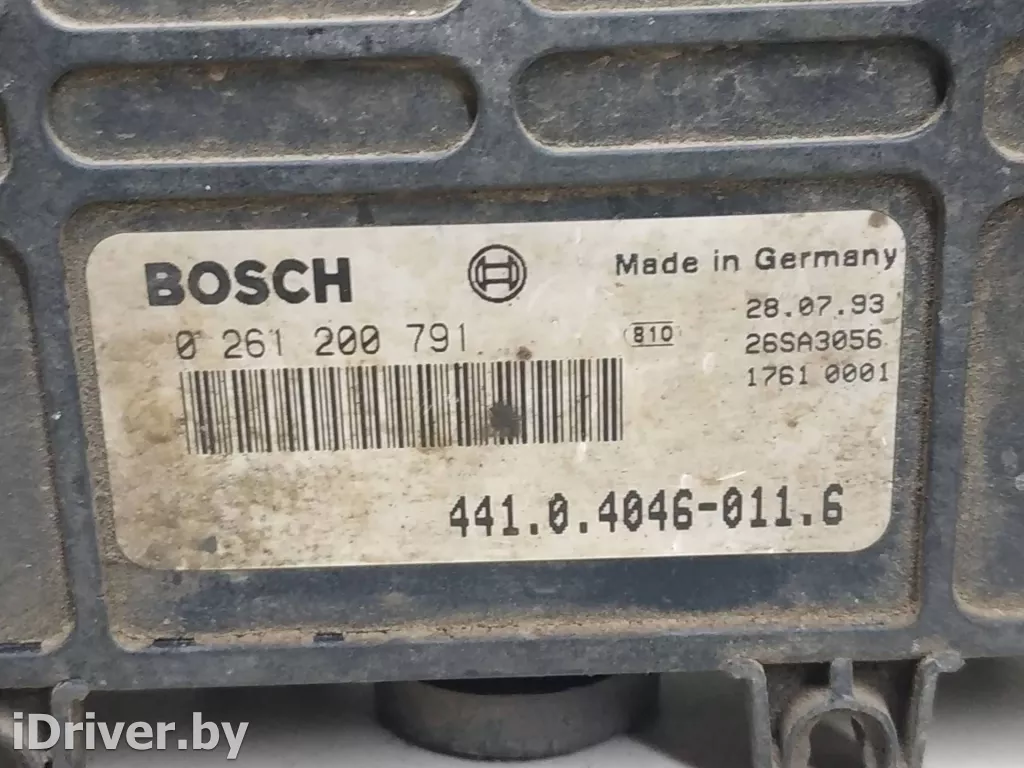 BOSCH
Made in Germany
28.07.93
0 261 200 791
810
26SA3056
1761 0001
441.0.4046-011.6
iDriver.by